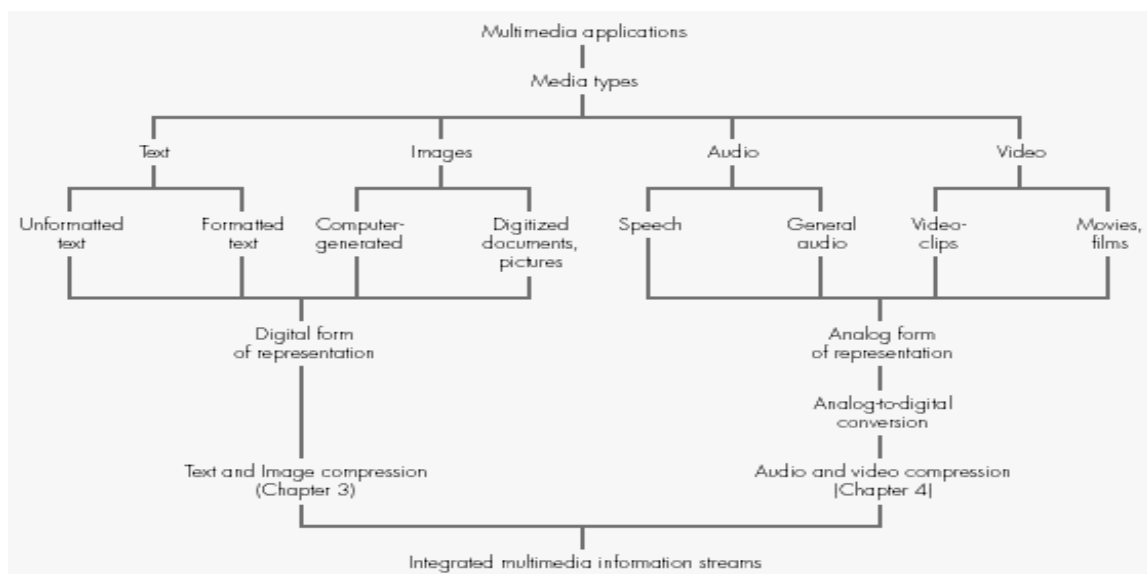 Multimedia applications
Media types
Text
Images
Audio
Video
Unformatted
text
Formatted
text
Computer-
generated
Digitized
documents,
pictures
Speech
General
audio
Video-
clips
Movies,
films
Digital form
of representation
Analog form
of representation
Analog-to-digital
conversion
Text and Image compression
(Chapter 3)
Audio and video compression
(Chapter 4)
Integrated multimedia information streams